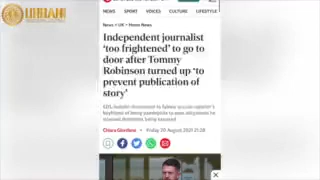 NEWS SPORT VOICES CULTURE LIFESTYLE
News > UK > Home News
Independent journalist
‘too frightened’ to go to
door after Tommy
Robinson turned up ‘to
prevent publication of
story’
Chiara Giordano Friday 20 August 2021 21:28